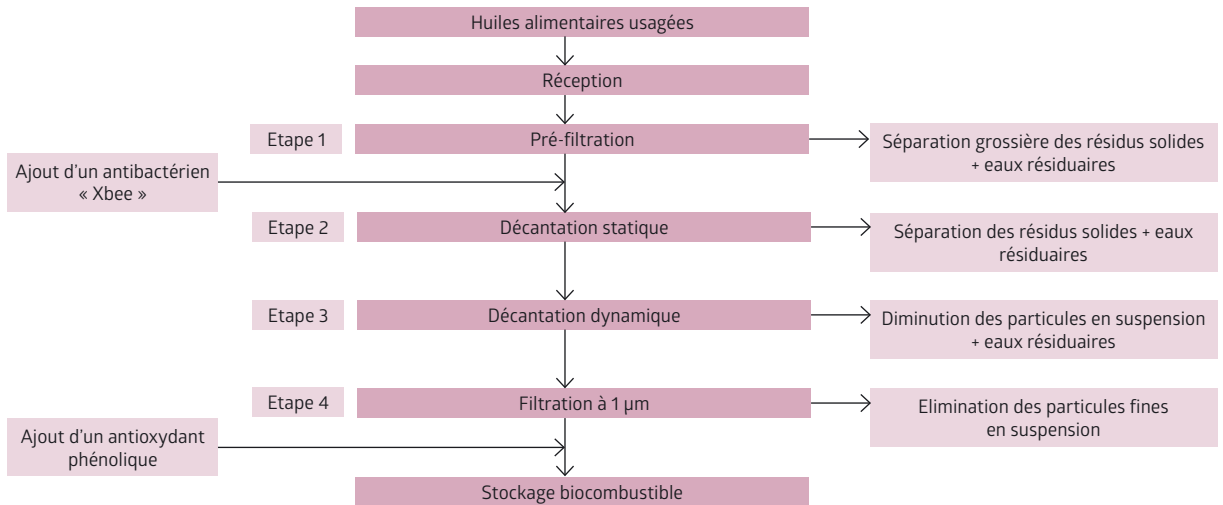 Huiles alimentaires usagées
Réception
Etape 1
Pré-filtration
Séparation grossière des résidus solides
+ eaux résiduaires
Ajout d'un antibactérien
« Xbee »
Etape 2
Décantation statique
Séparation des résidus solides + eaux
résiduaires
Etape 3
Décantation dynamique
Diminution des particules en suspension
+ eaux résiduaires
Etape 4
Filtration à 1 µm
Elimination des particules fines
en suspension
Ajout d'un antioxydant
phénolique
Stockage biocombustible